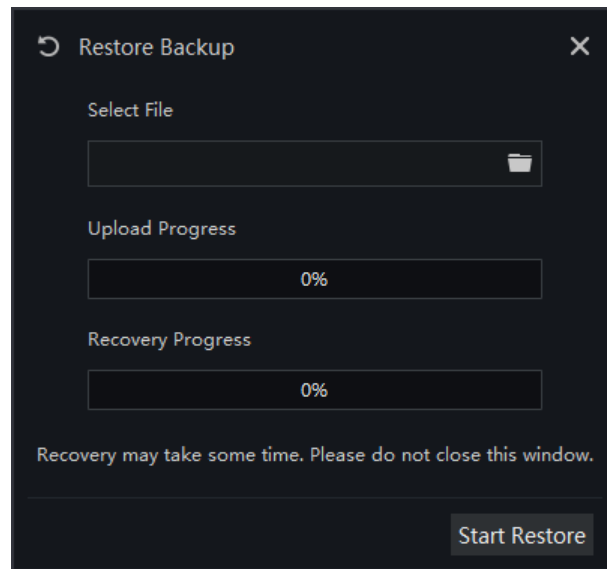 Restore Backup
Select File
Upload Progress
0%
Recovery Progress
0%
Recovery may take some time. Please do not close this window.
Start Restore